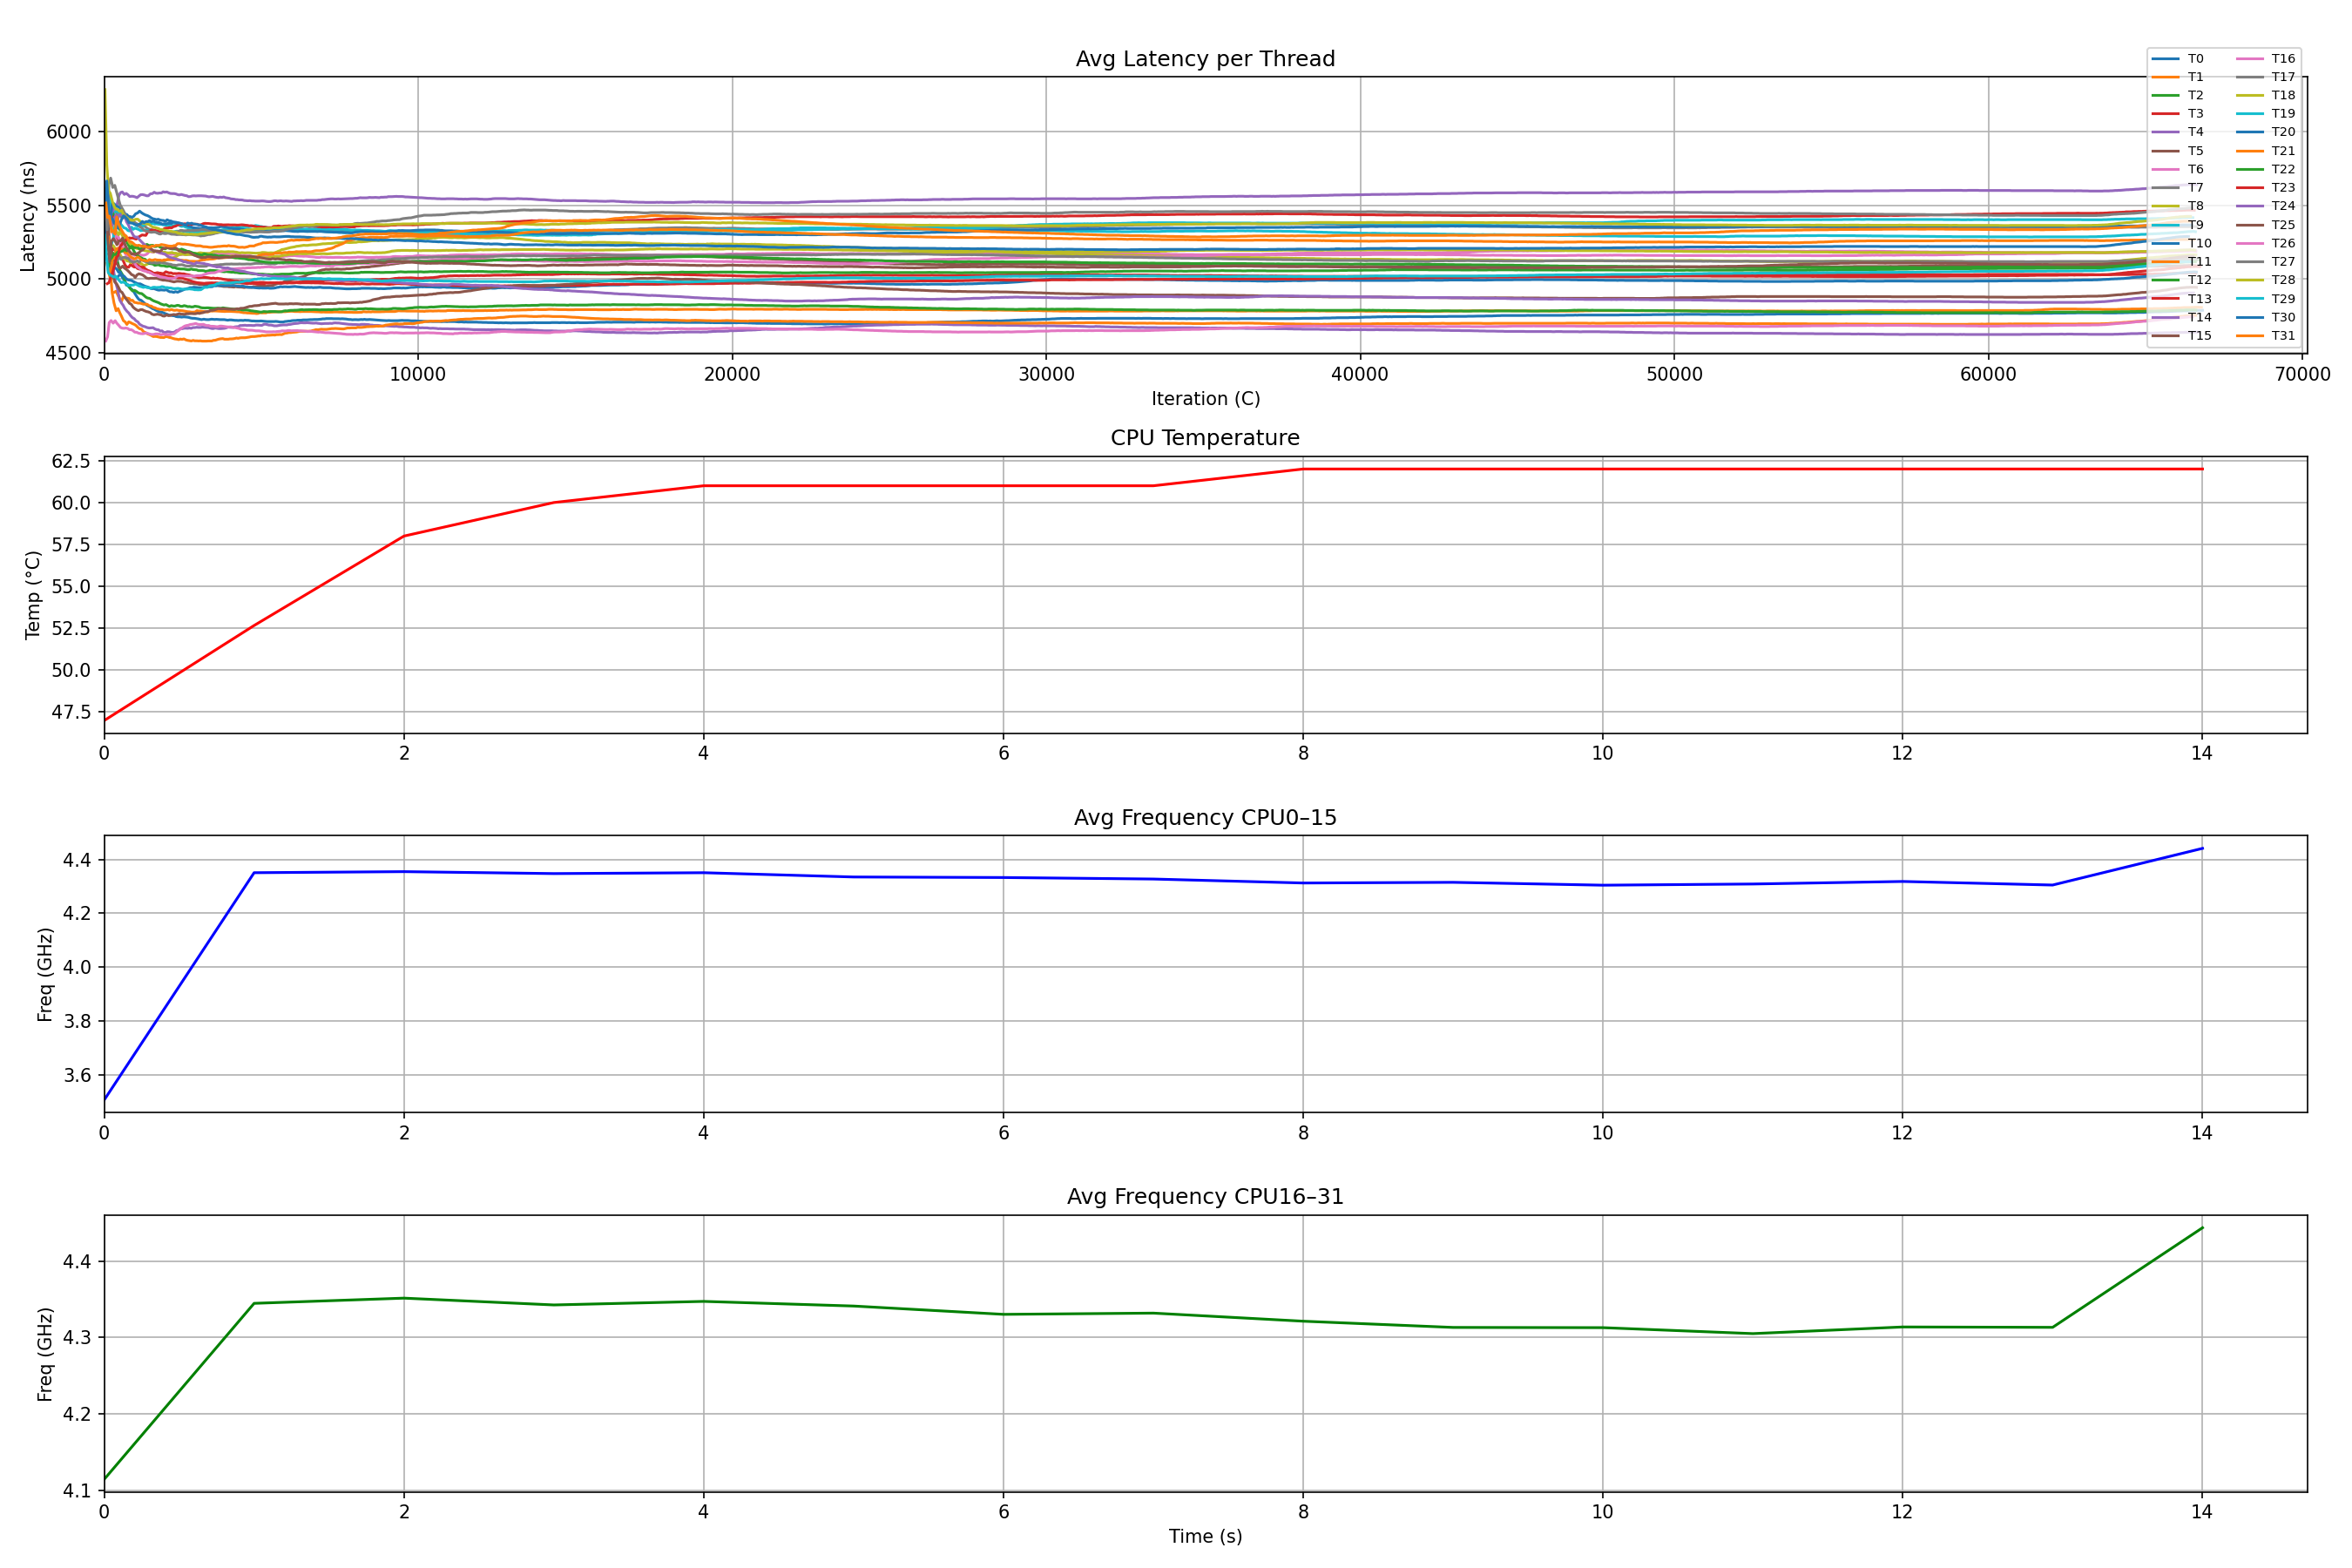 Avg Latency per Thread
Latency (ns)
6000
5500
5000
4500
0 10000 20000 30000 40000 50000 60000 70000
Iteration (C)
T0 T16
T1 T17
T2 T18
T3 T19
T4 T20
T5 T21
T6 T22
T7 T23
T8 T24
T9 T25
T10 T26
T11 T27
T12 T28
T13 T29
T14 T30
T15 T31
CPU Temperature
Temp (°C)
62.5
60.0
57.5
55.0
52.5
50.0
47.5
0 2 4 6 8 10 12 14
Avg Frequency CPU0–15
Freq (GHz)
4.4
4.2
4.0
3.8
3.6
0 2 4 6 8 10 12 14
Avg Frequency CPU16–31
Freq (GHz)
4.4
4.3
4.2
4.1
0 2 4 6 8 10 12 14
Time (s)